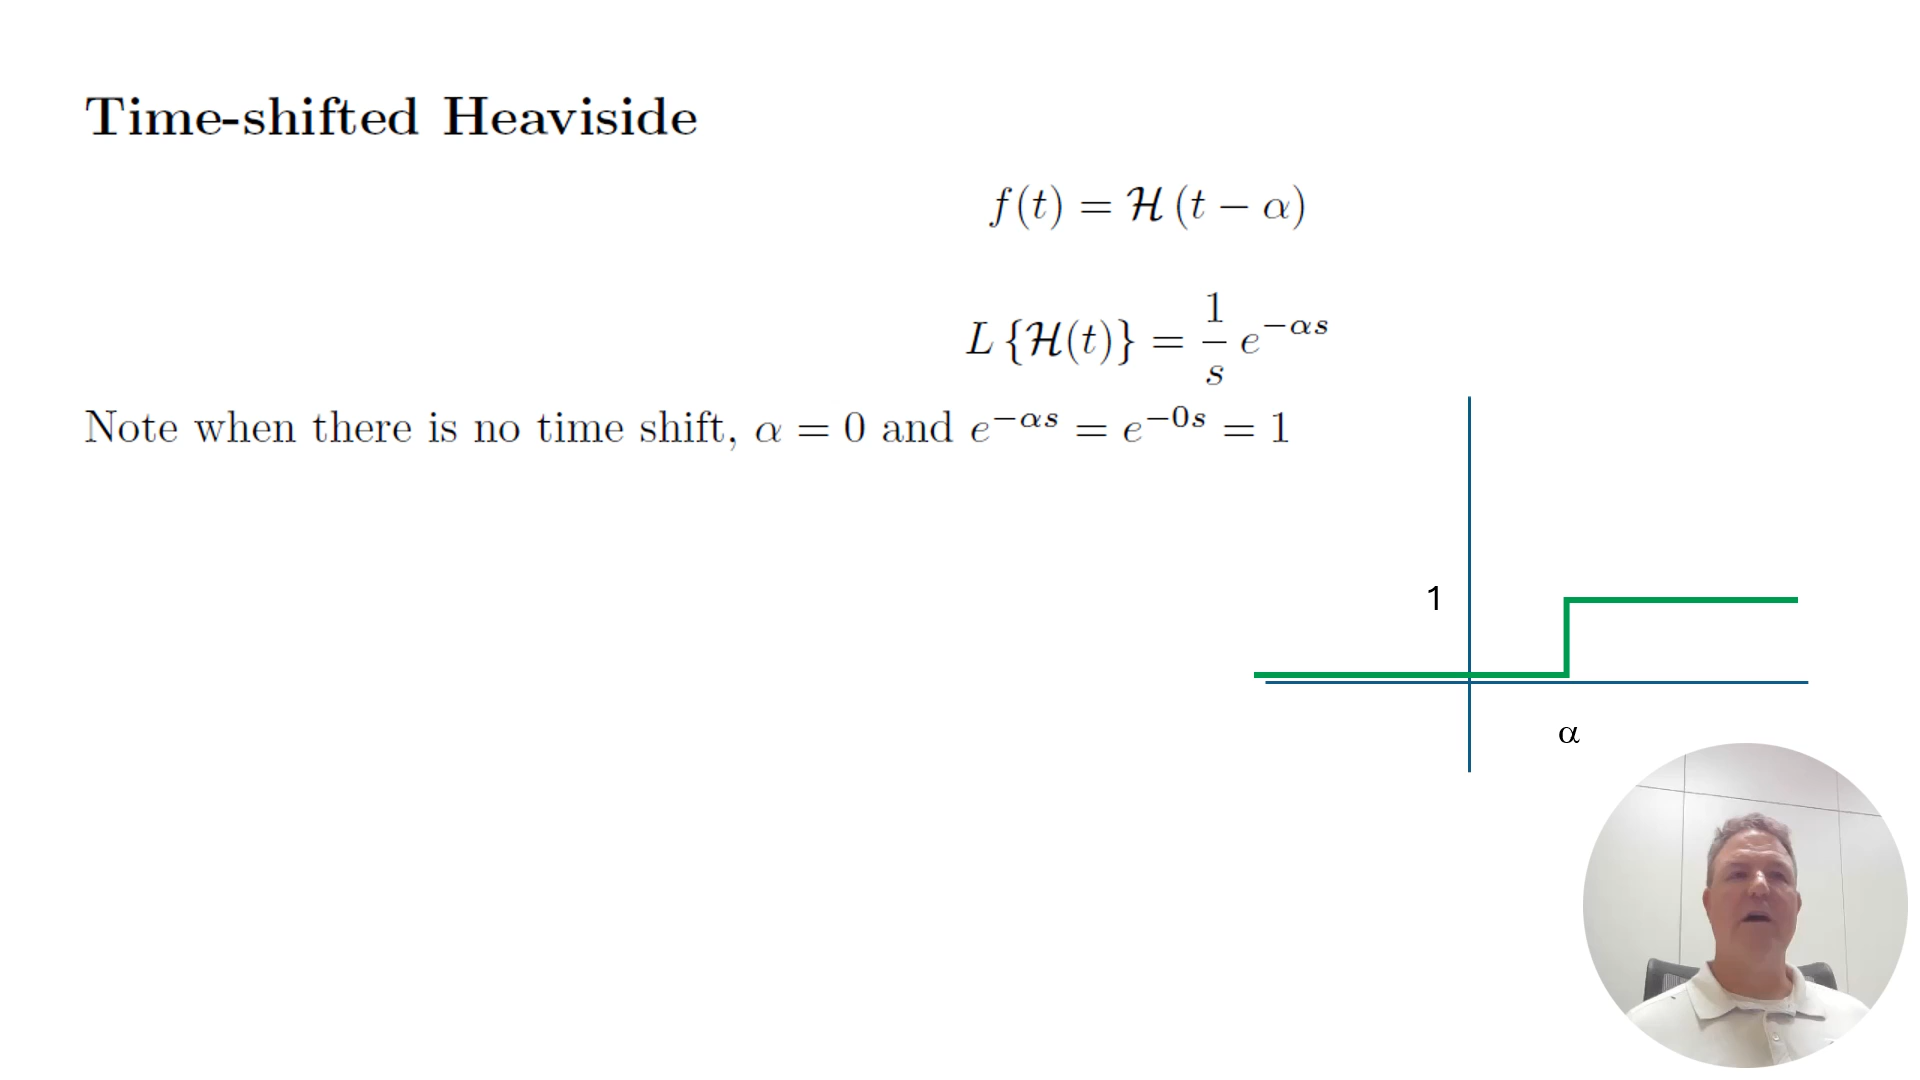 Time-shifted Heaviside
f(t) = ℋ (t − α)
L {ℋ(t)} = 1/s e^{−αs}
Note when there is no time shift, α = 0 and e^{−αs} = e^{−0s} = 1
1
α